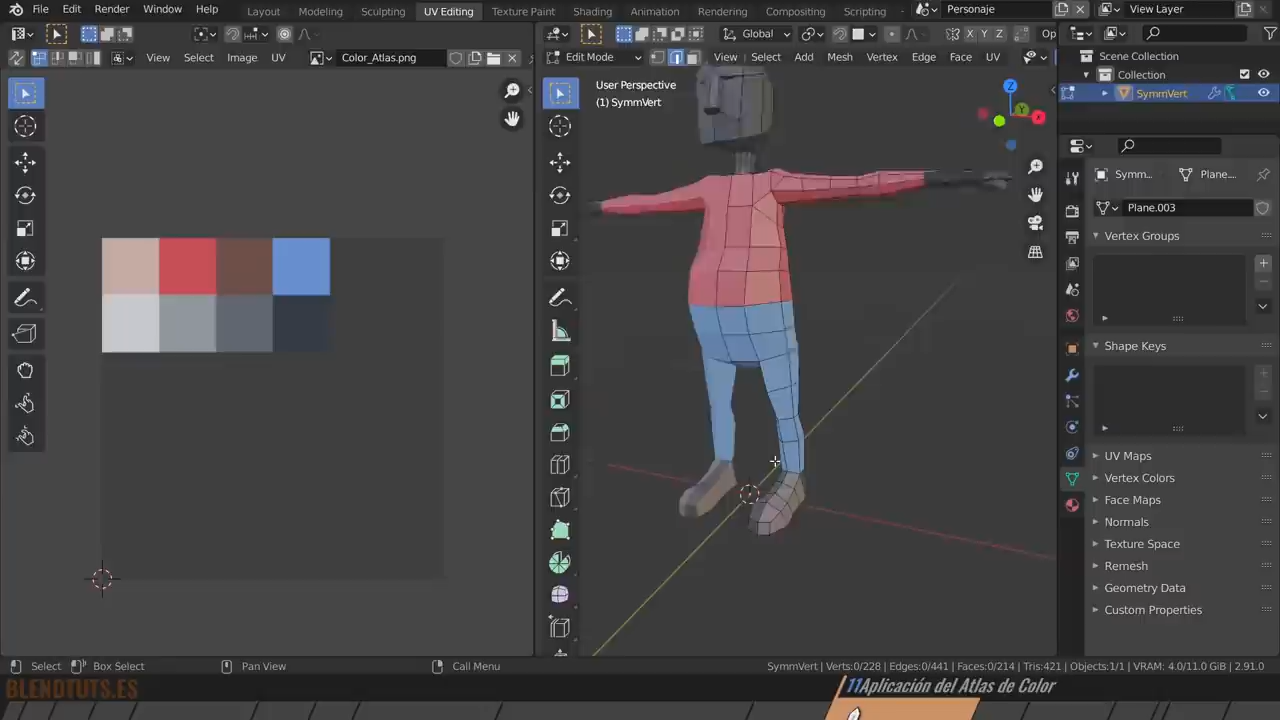 File Edit Render Window Help Layout Modeling Sculpting UV Editing Texture Paint Shading Animation Rendering Compositing Scripting Personaje View Layer
Global X Y Z Op
View Select Image UV Color_Atlas.png Edit Mode View Select Add Mesh Vertex Edge Face UV
Scene Collection
Collection
SymmVert
User Perspective
(1) SymmVert
Z
Y
X
Symm... Plane....
Plane.003
Vertex Groups
Shape Keys
UV Maps
Vertex Colors
Face Maps
Normals
Texture Space
Remesh
Geometry Data
Custom Properties
Select Box Select Pan View Call Menu SymmVert | Verts:0/228 | Edges:0/441 | Faces:0/214 | Tris:421 | Objects:1/1 | VRAM: 4.0/11.0 GiB | 2.91.0
BLENDTUTS.ES
11Aplicación del Atlas de Color